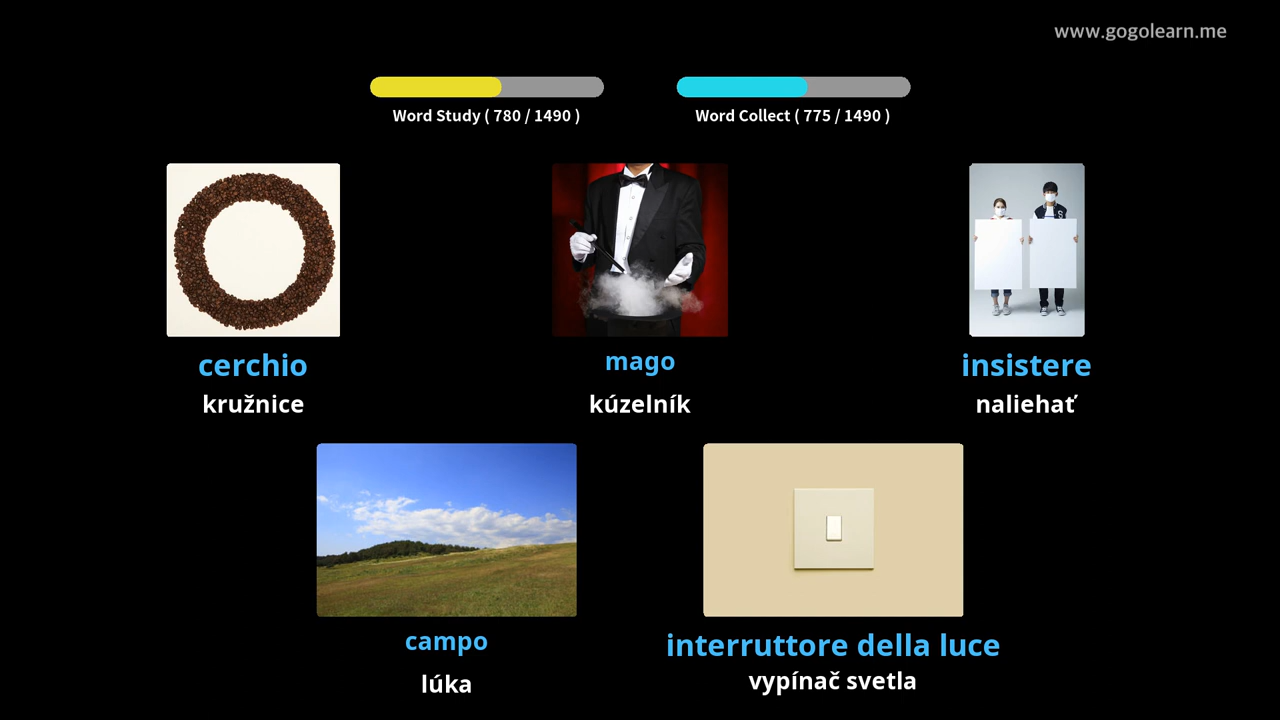 www.gogolearn.me
Word Study ( 780 / 1490 )
Word Collect ( 775 / 1490 )
cerchio
kružnice
mago
kúzelník
insistere
naliehať
campo
lúka
interruttore della luce
vypínač svetla